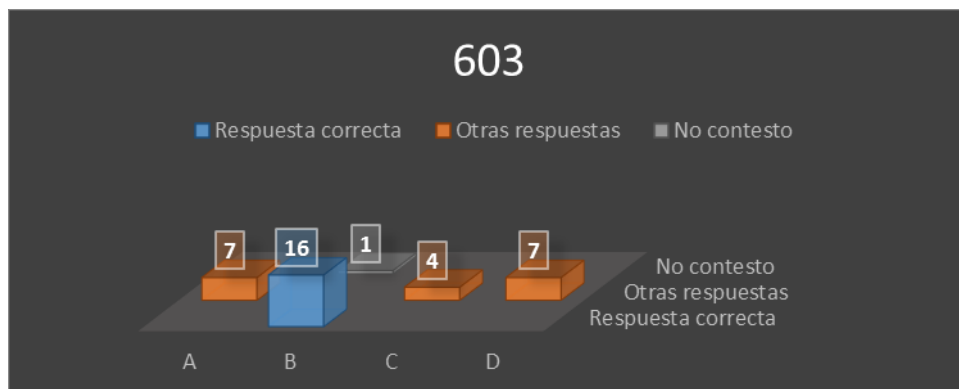 603
Respuesta correcta Otras respuestas No contesto
7 16 1 4 7
No contesto
Otras respuestas
Respuesta correcta
A B C D